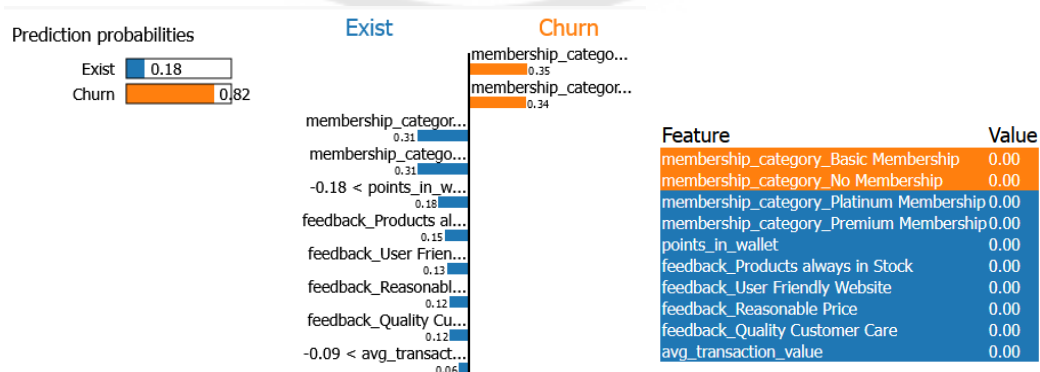 Prediction probabilities
Exist 0.18
Churn 0.82
Exist Churn
membership_catego...
0.35
membership_categor...
0.34
membership_categor...
0.31
membership_catego...
0.31
-0.18 < points_in_w...
0.18
feedback_Products al...
0.15
feedback_User Frien...
0.13
feedback_Reasonabl...
0.12
feedback_Quality Cu...
0.12
-0.09 < avg_transact...
0.06
Feature Value
membership_category_Basic Membership 0.00
membership_category_No Membership 0.00
membership_category_Platinum Membership 0.00
membership_category_Premium Membership 0.00
points_in_wallet 0.00
feedback_Products always in Stock 0.00
feedback_User Friendly Website 0.00
feedback_Reasonable Price 0.00
feedback_Quality Customer Care 0.00
avg_transaction_value 0.00